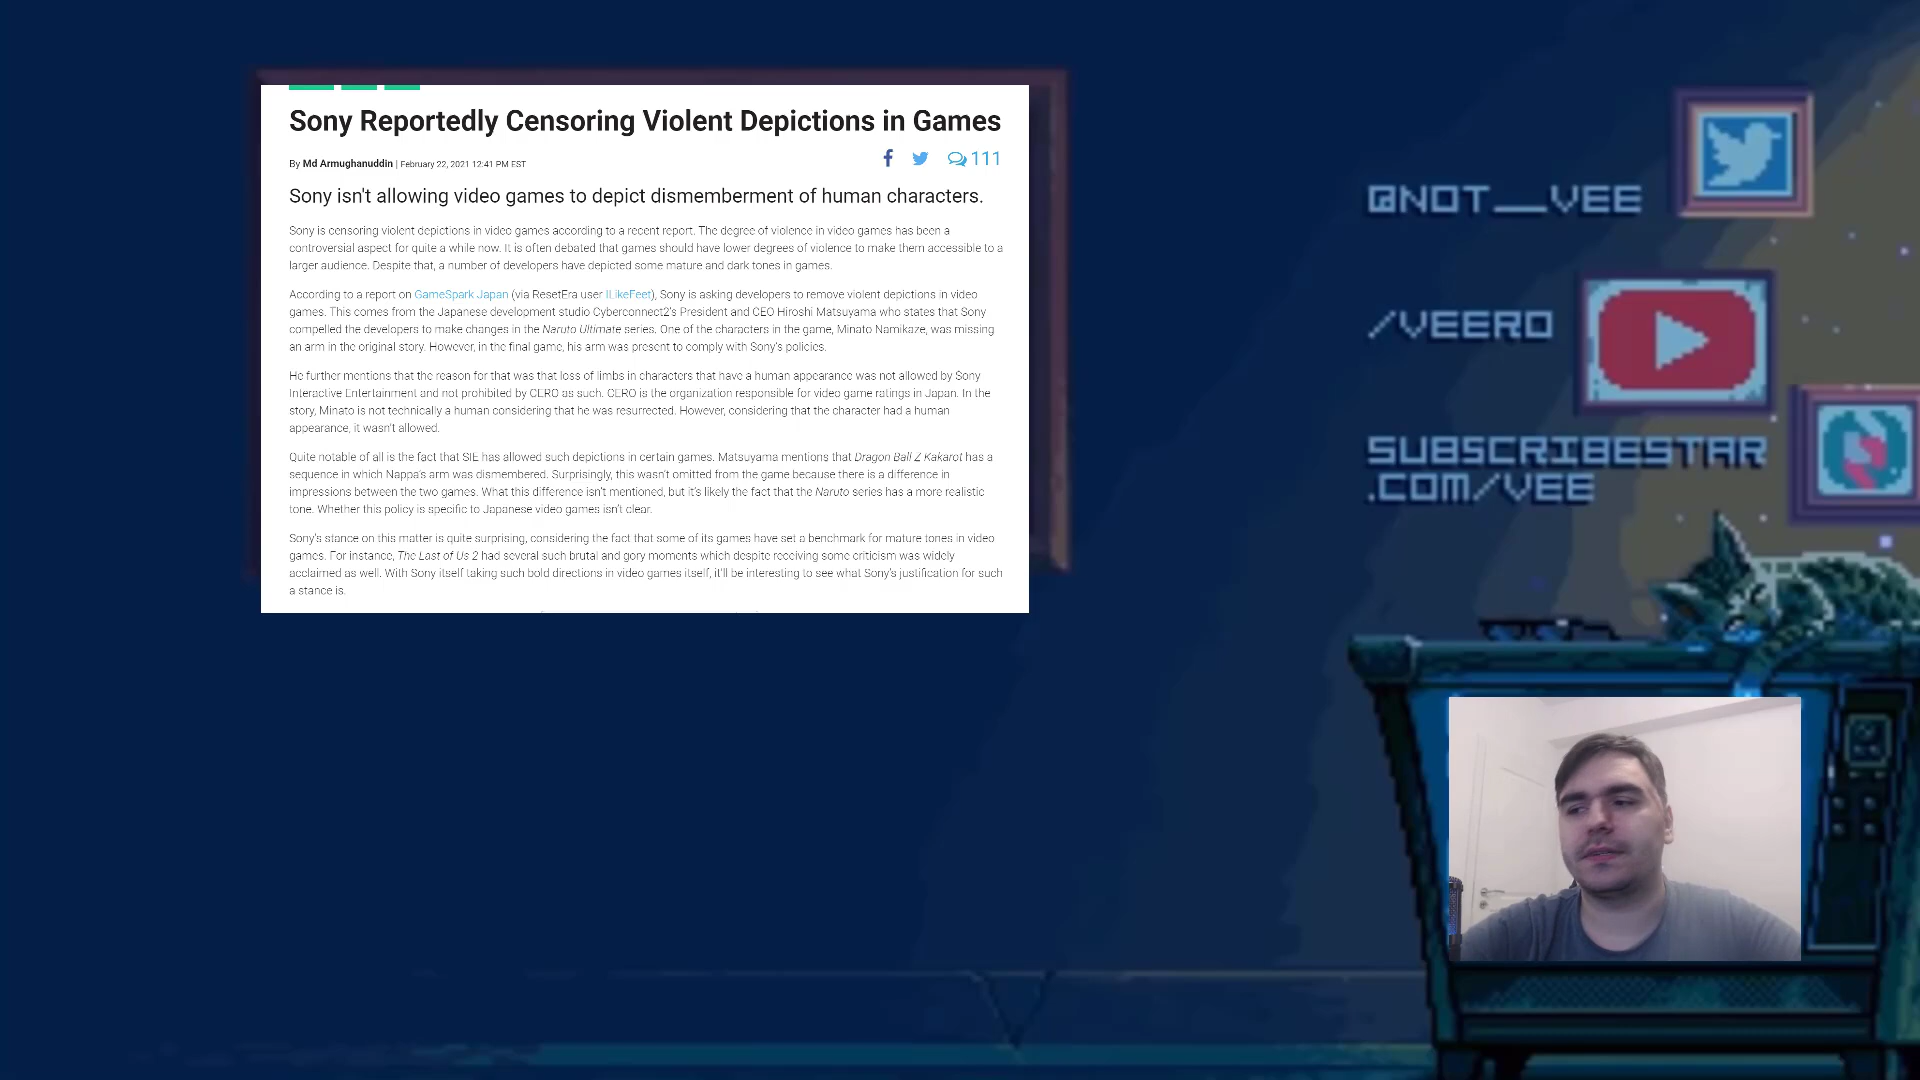 Sony Reportedly Censoring Violent Depictions in Games
By Md Armughanuddin | February 22, 2021 12:41 PM EST
111
Sony isn't allowing video games to depict dismemberment of human characters.
Sony is censoring violent depictions in video games according to a recent report. The degree of violence in video games has been a
controversial aspect for quite a while now. It is often debated that games should have lower degrees of violence to make them accessible to a
larger audience. Despite that, a number of developers have depicted some mature and dark tones in games.
According to a report on GameSpark Japan (via ResetEra user ILikeFeet), Sony is asking developers to remove violent depictions in video
games. This comes from the Japanese development studio Cyberconnect2's President and CEO Hiroshi Matsuyama who states that Sony
compelled the developers to make changes in the Naruto Ultimate series. One of the characters in the game, Minato Namikaze, was missing
an arm in the original story. However, in the final game, his arm was present to comply with Sony's policies.
He further mentions that the reason for that was that loss of limbs in characters that have a human appearance was not allowed by Sony
Interactive Entertainment and not prohibited by CERO as such. CERO is the organization responsible for video game ratings in Japan. In the
story, Minato is not technically a human considering that he was resurrected. However, considering that the character had a human
appearance, it wasn't allowed.
Quite notable of all is the fact that SIE has allowed such depictions in certain games. Matsuyama mentions that Dragon Ball Z Kakarot has a
sequence in which Nappa's arm was dismembered. Surprisingly, this wasn't omitted from the game because there is a difference in
impressions between the two games. What this difference isn't mentioned, but it's likely the fact that the Naruto series has a more realistic
tone. Whether this policy is specific to Japanese video games isn't clear.
Sony's stance on this matter is quite surprising, considering the fact that some of its games have set a benchmark for mature tones in video
games. For instance, The Last of Us 2 had several such brutal and gory moments which despite receiving some criticism was widely
acclaimed as well. With Sony itself taking such bold directions in video games itself, it'll be interesting to see what Sony's justification for such
a stance is.
@NOT__VEE
/VEERO
SUBSCRIBESTAR
.COM/VEE